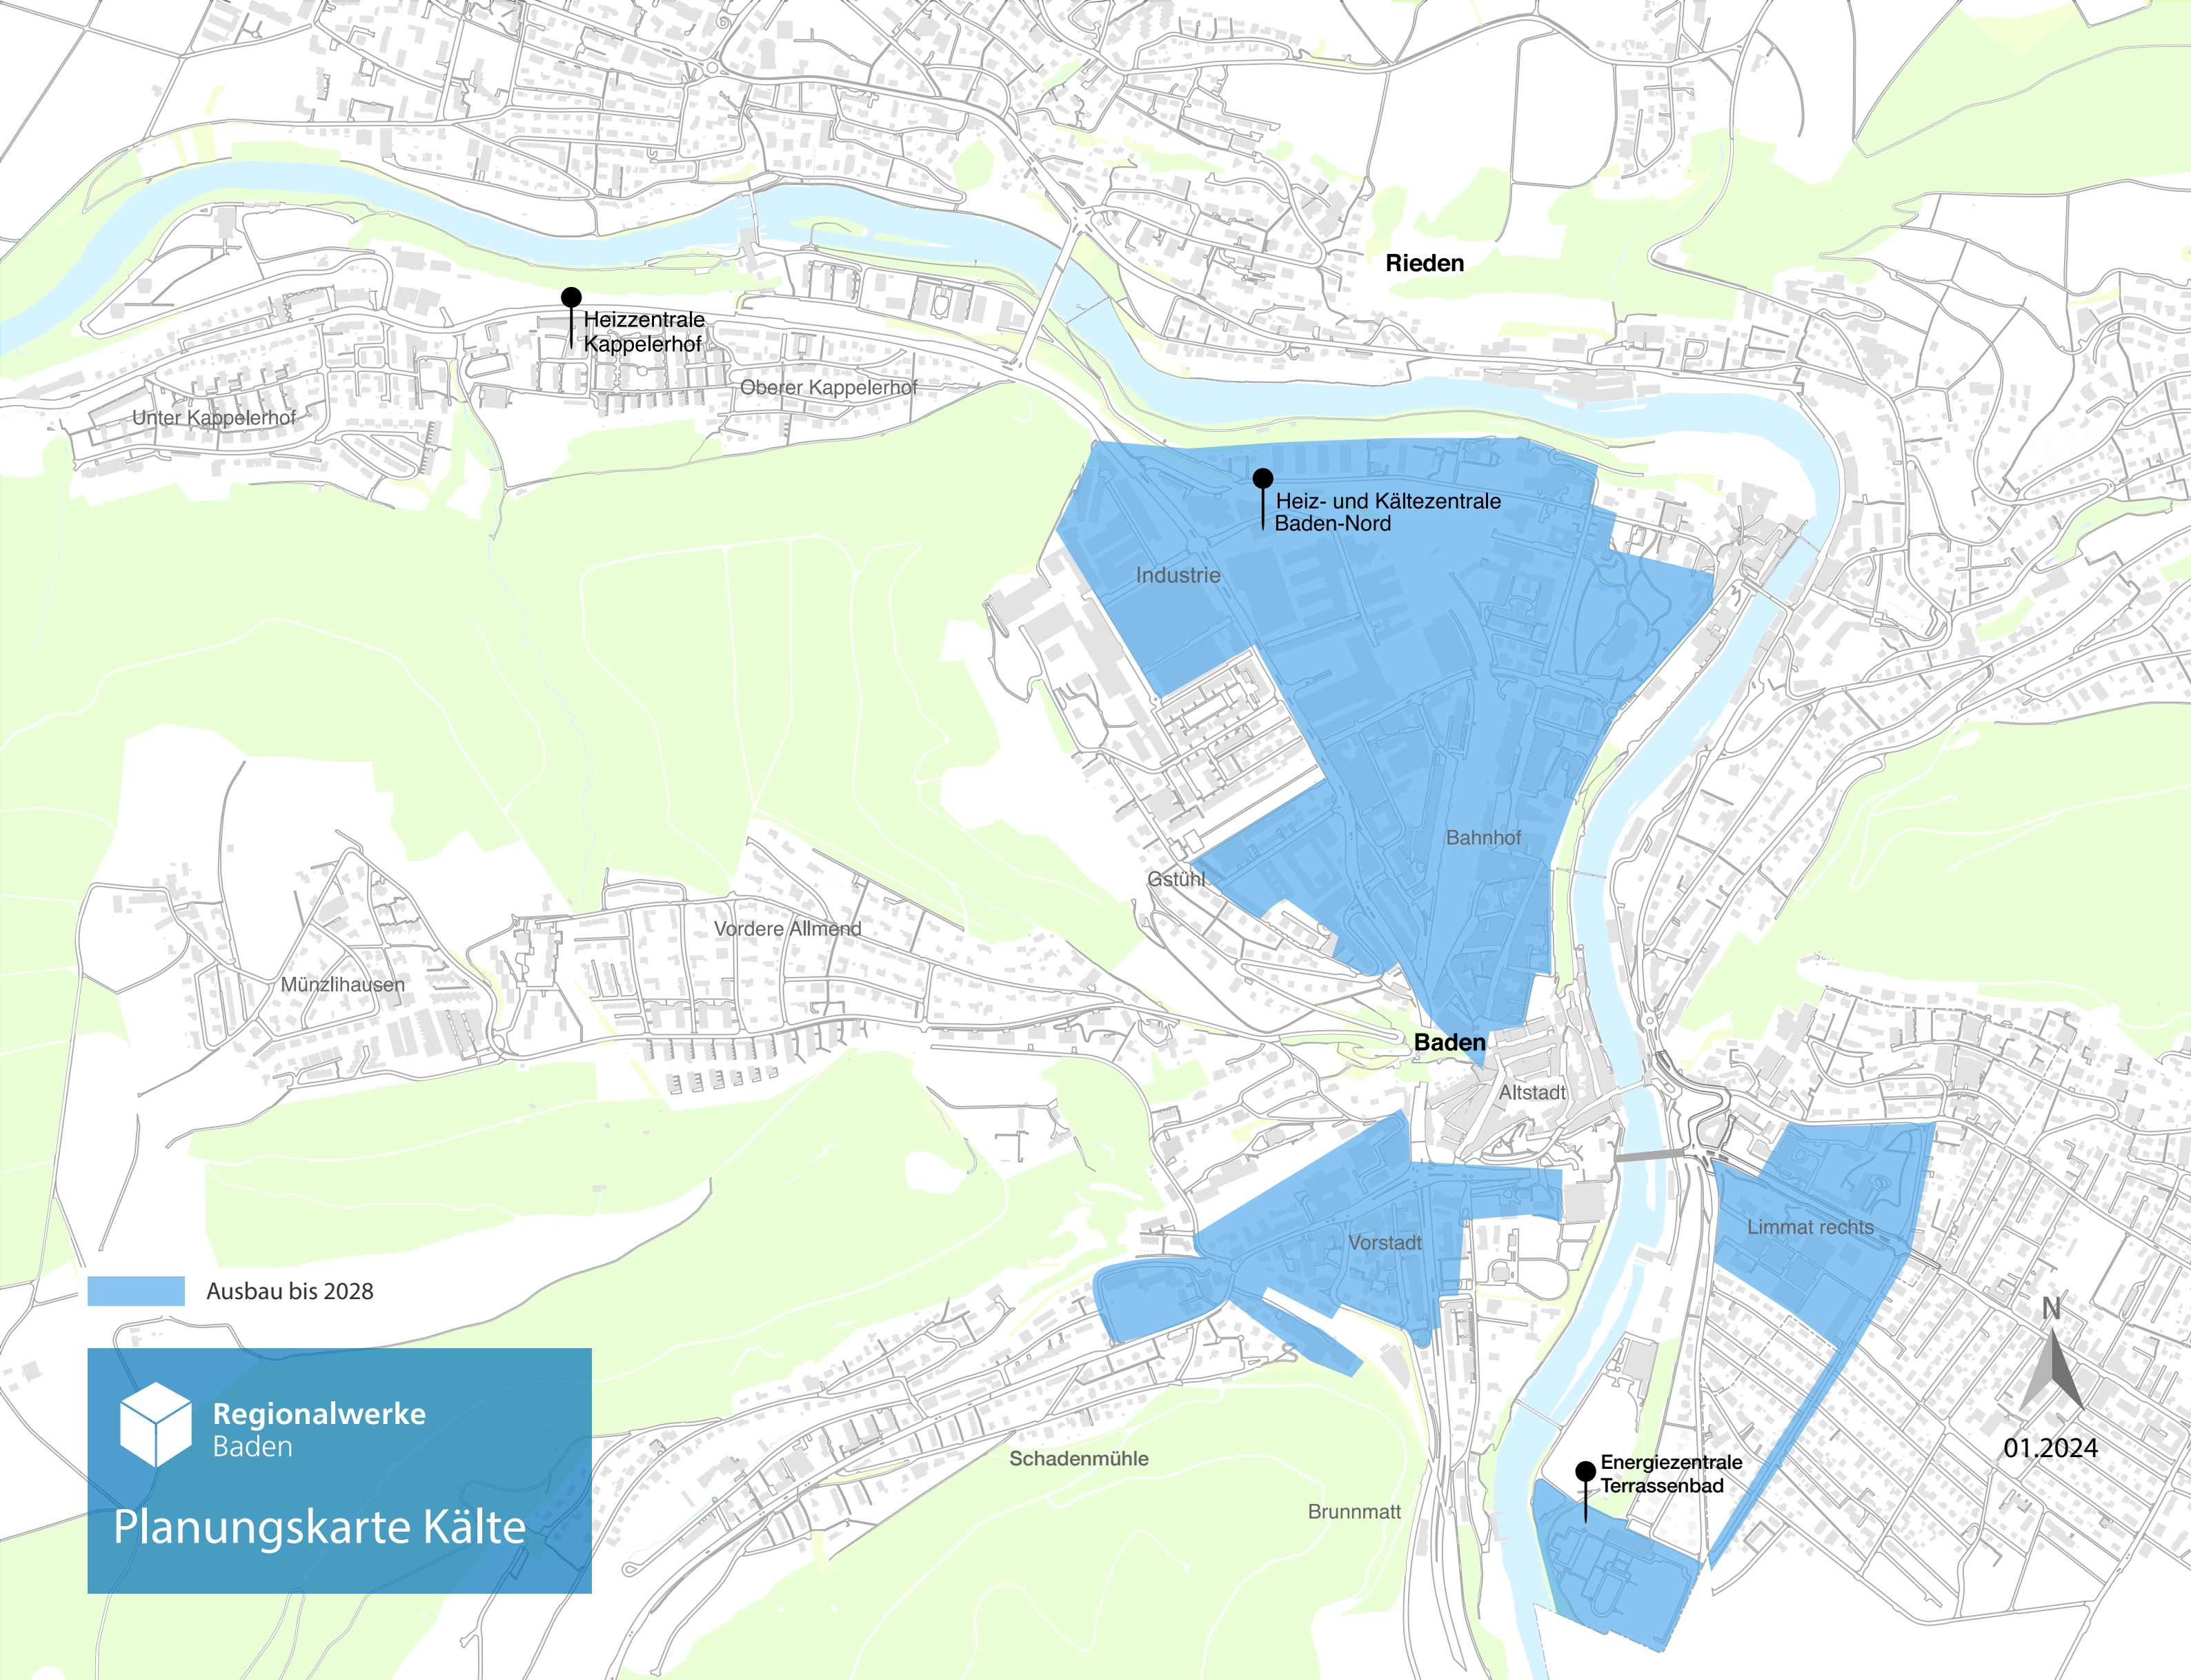 Rieden
Heizzentrale
Kappelerhof
Oberer Kappelerhof
Unter Kappelerhof
Heiz- und Kältezentrale
Baden-Nord
Industrie
Bahnhof
Gstühl
Vordere Allmend
Münzlihausen
Baden
Altstadt
Limmat rechts
Vorstadt
Ausbau bis 2028
N
01.2024
Regionalwerke
Baden
Planungskarte Kälte
Schadenmühle
Energiezentrale
Terrassenbad
Brunnmatt